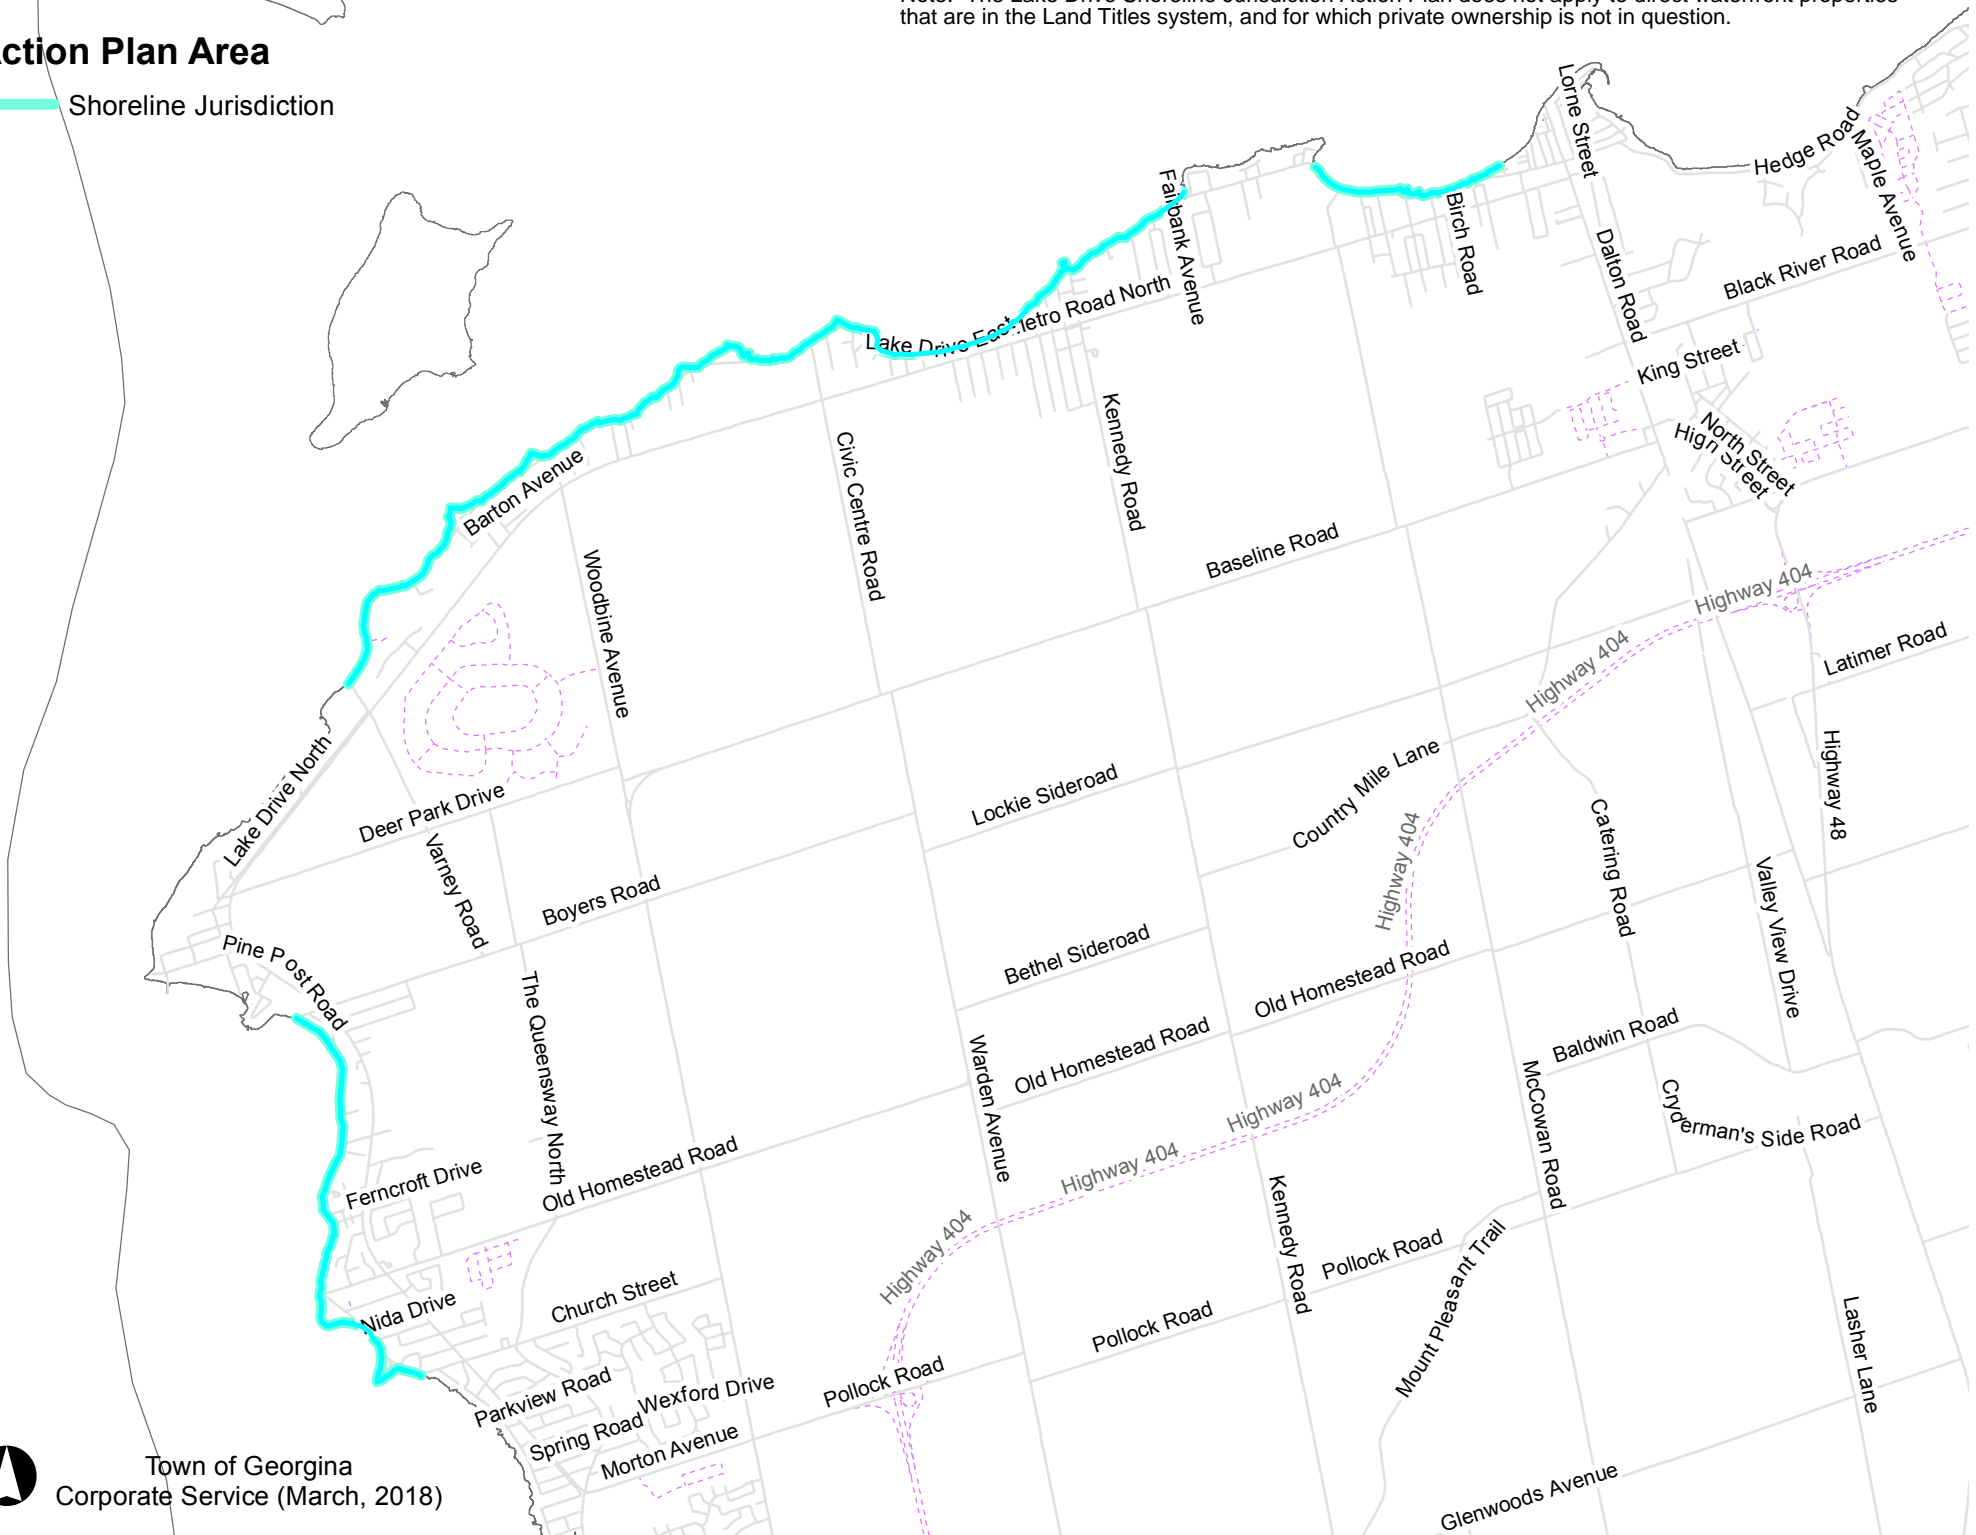 that are in the Land Titles system, and for which private ownership is not in question.
ction Plan Area
Shoreline Jurisdiction
Lorne Street
Hedge Road
Maple Avenue
Fairbank Avenue
Birch Road
Dalton Road
Black River Road
Lake Drive East
Metro Road North
King Street
North Street
High Street
Barton Avenue
Civic Centre Road
Kennedy Road
Baseline Road
Woodbine Avenue
Highway 404
Highway 404
Latimer Road
Lake Drive North
Highway 48
Country Mile Lane
Lockie Sideroad
Deer Park Drive
Varney Road
Highway 404
Catering Road
Valley View Drive
Boyers Road
Pine Post Road
Bethel Sideroad
Old Homestead Road
The Queensway North
Old Homestead Road
Warden Avenue
Baldwin Road
McCowan Road
Cryderman's Side Road
Highway 404
Highway 404
Old Homestead Road
Ferncroft Drive
Kennedy Road
Highway 404
Pollock Road
Mount Pleasant Trail
Nida Drive
Church Street
Pollock Road
Lasher Lane
Pollock Road
Parkview Road
Wexford Drive
Spring Road
Morton Avenue
Glenwoods Avenue
Town of Georgina
Corporate Service (March, 2018)